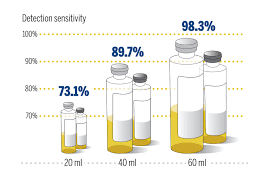 Detection sensitivity
98.3%
100%
89.7%
90%
73.1%
80%
70%
20 ml
40 ml
60 ml